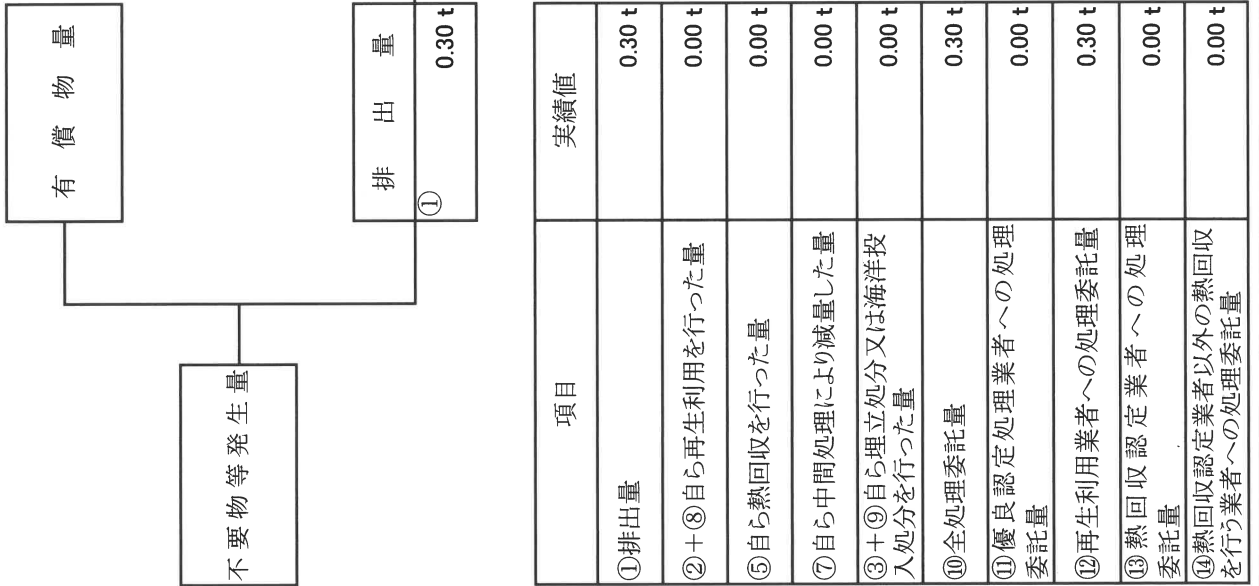 有償物量
不要物等発生量
排出量
①
0.30 t
項目 実績値
①排出量 0.30 t
②+⑧自ら再生利用を行った量 0.00 t
⑤自ら熱回収を行った量 0.00 t
⑦自ら中間処理により減量した量 0.00 t
③+⑨自ら埋立処分又は海洋投
入処分を行った量 0.00 t
⑩全処理委託量 0.30 t
⑪優良認定処理業者への処理
委託量 0.00 t
⑫再生利用業者への処理委託量 0.30 t
⑬熱回収認定業者への処理
委託量 0.00 t
⑭熱回収認定業者以外の熱回収
を行う業者への処理委託量 0.00 t